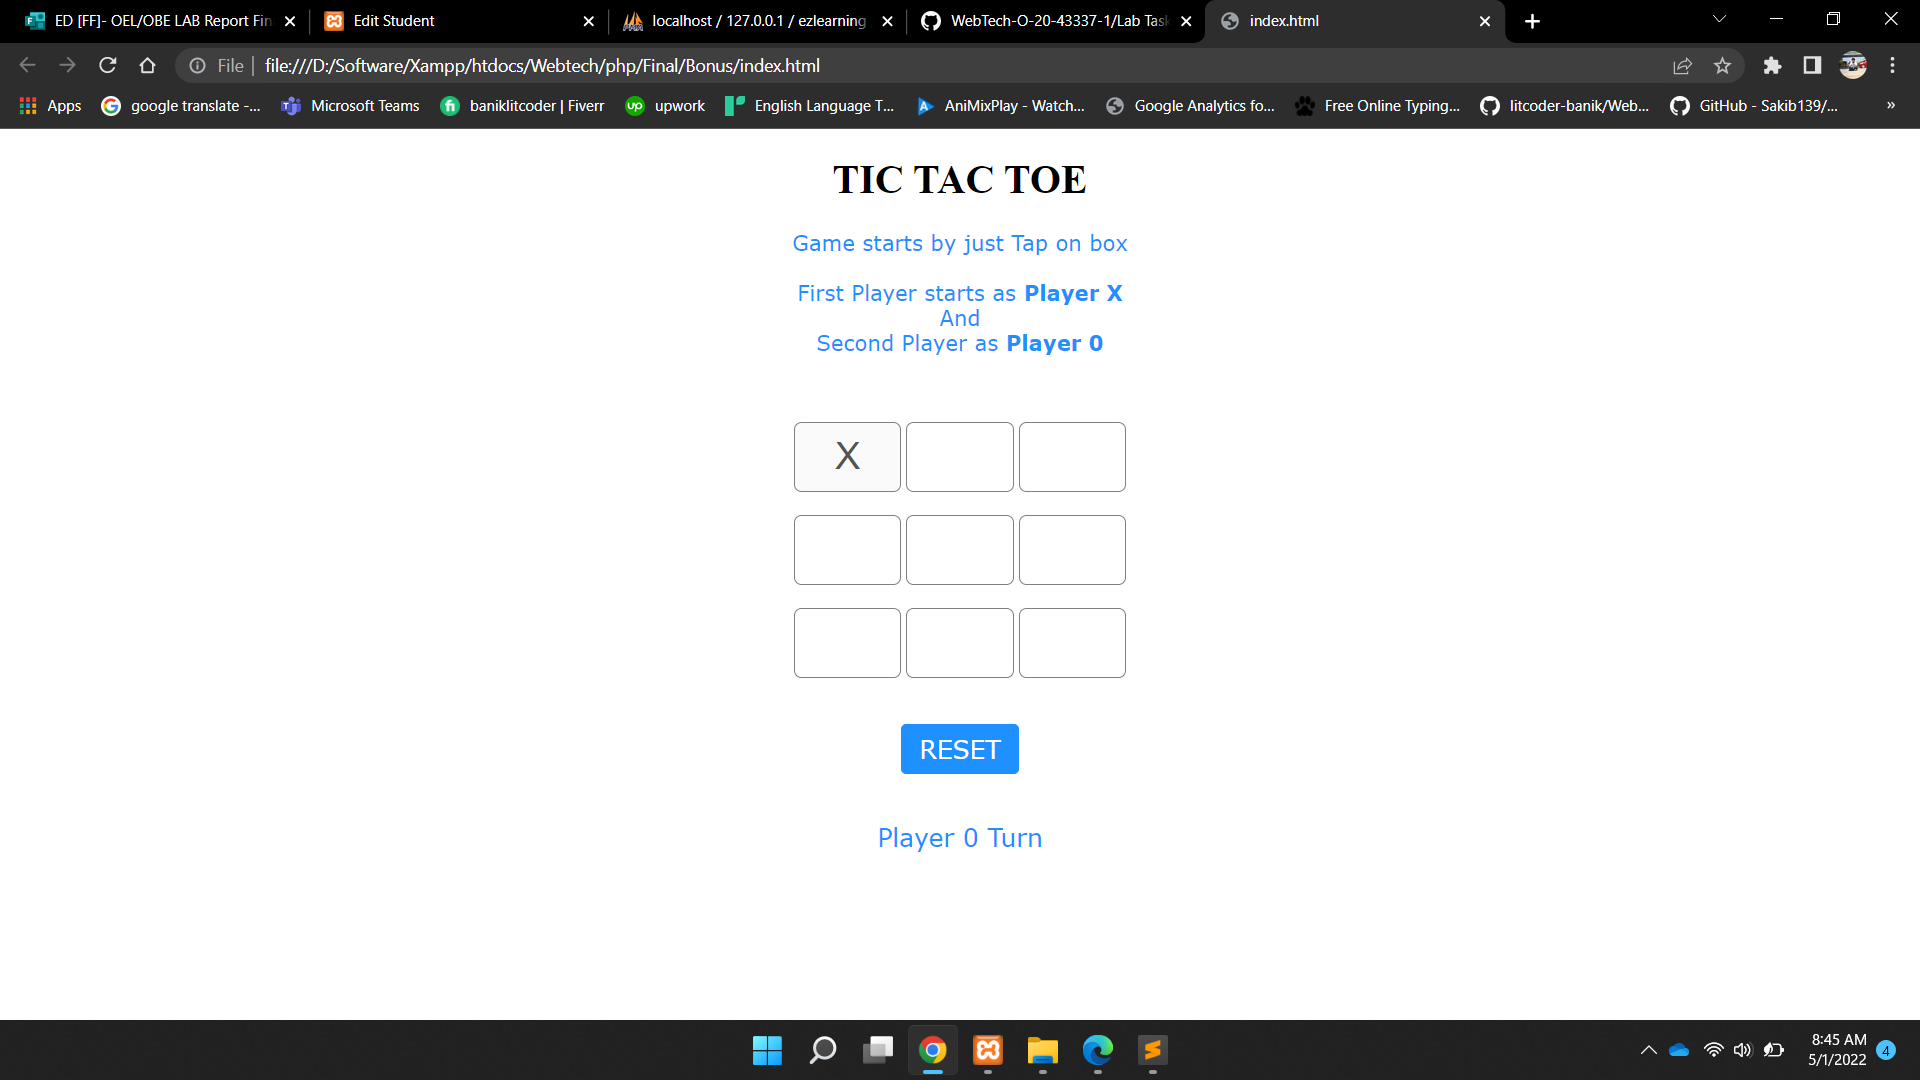 ED [FF]- OEL/OBE LAB Report Fin
Edit Student
localhost / 127.0.0.1 / ezlearning
WebTech-O-20-43337-1/Lab Task
index.html
File
file:///D:/Software/Xampp/htdocs/Webtech/php/Final/Bonus/index.html
Apps
google translate -...
Microsoft Teams
baniklitcoder | Fiverr
upwork
English Language T...
AniMixPlay - Watch...
Google Analytics fo...
Free Online Typing...
litcoder-banik/Web...
GitHub - Sakib139/...
»
TIC TAC TOE
Game starts by just Tap on box
First Player starts as Player X
And
Second Player as Player 0
X
RESET
Player 0 Turn
8:45 AM
5/1/2022
4